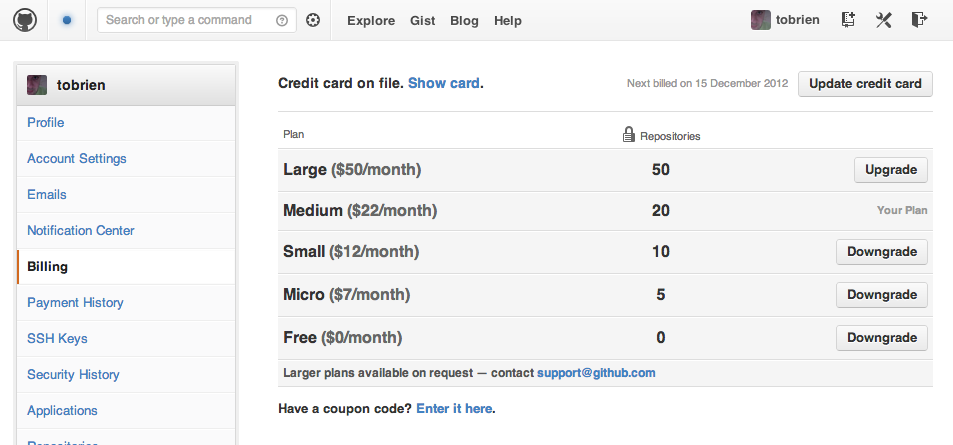 Search or type a command
Explore Gist Blog Help
tobrien
tobrien
Profile
Account Settings
Emails
Notification Center
Billing
Payment History
SSH Keys
Security History
Applications
Repositories
Credit card on file. Show card.
Next billed on 15 December 2012
Update credit card
Plan Repositories
Large ($50/month) 50 Upgrade
Medium ($22/month) 20 Your Plan
Small ($12/month) 10 Downgrade
Micro ($7/month) 5 Downgrade
Free ($0/month) 0 Downgrade
Larger plans available on request — contact support@github.com
Have a coupon code? Enter it here.